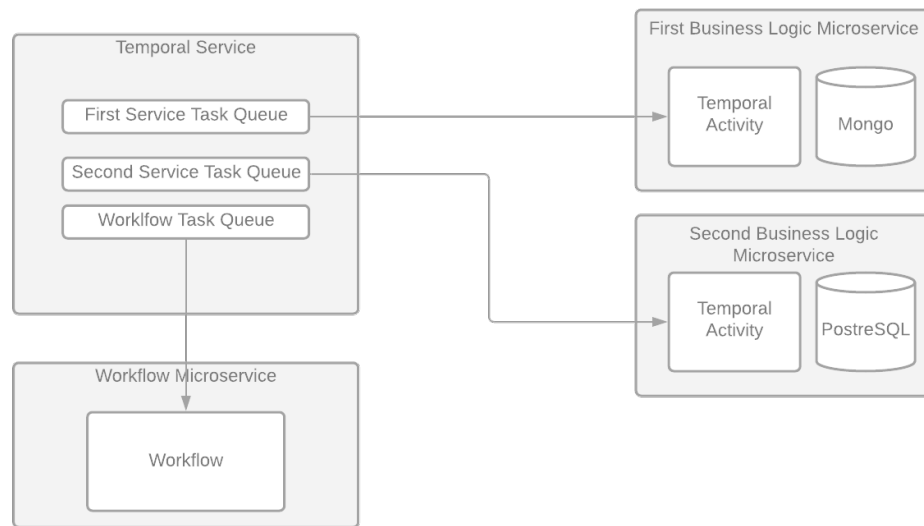 Temporal Service
First Service Task Queue
Second Service Task Queue
Worklfow Task Queue
Workflow Microservice
Workflow
First Business Logic Microservice
Temporal
Activity
Mongo
Second Business Logic
Microservice
Temporal
Activity
PostreSQL